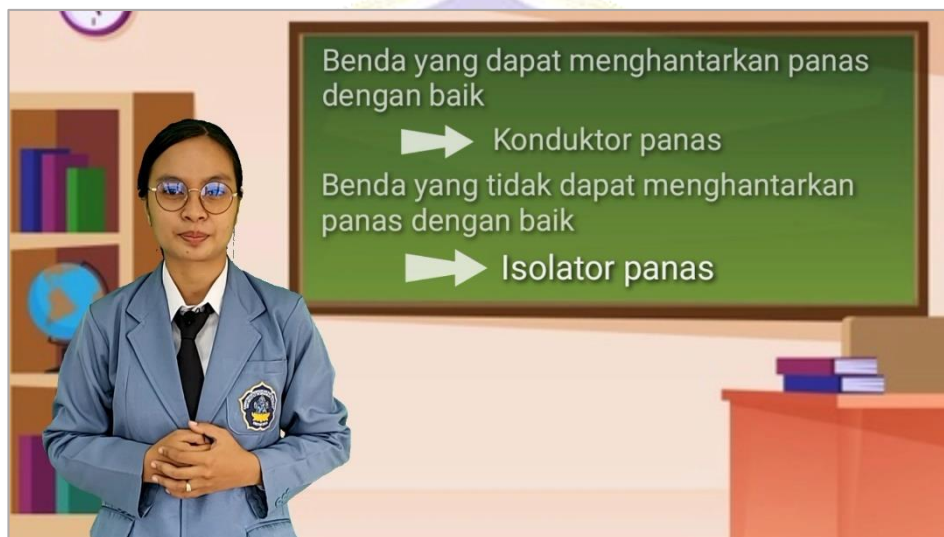 Benda yang dapat menghantarkan panas
dengan baik
Konduktor panas
Benda yang tidak dapat menghantarkan
panas dengan baik
Isolator panas